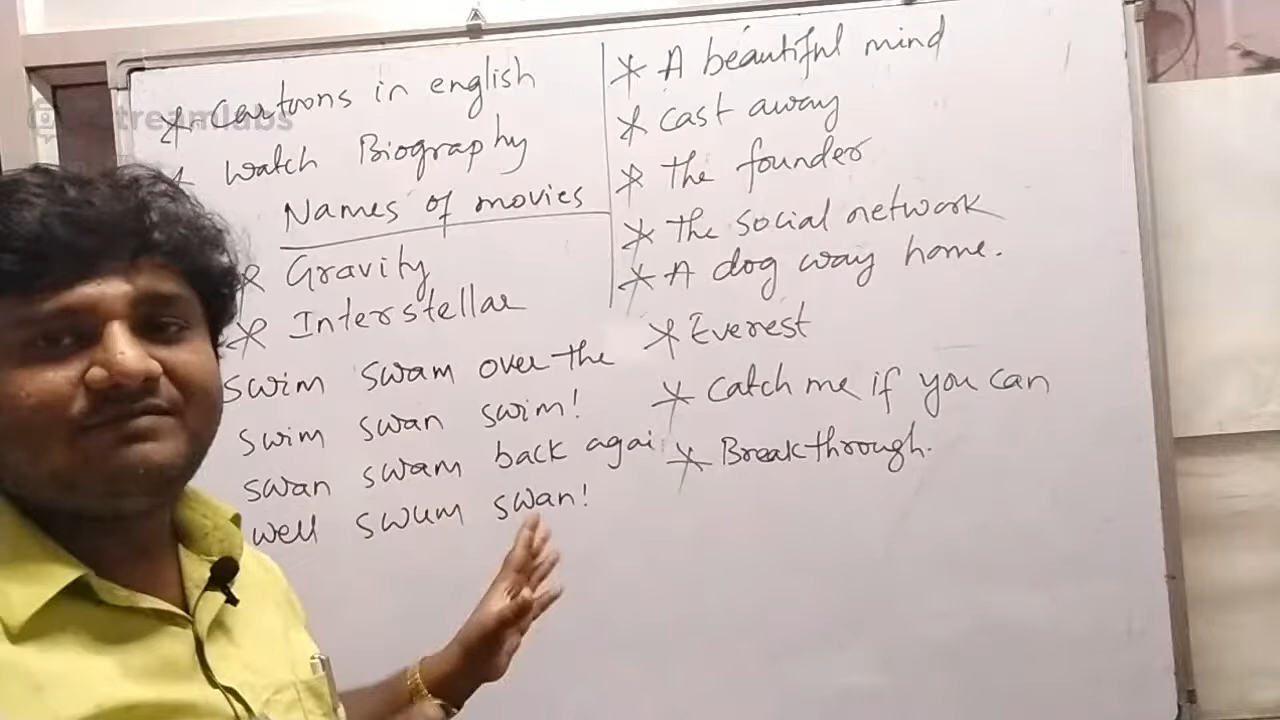 Streamlabs
* Cartoons in english
* Watch Biography
Names of movies
* Gravity
* Interstellar
Swim swam over the
swim swan swim!
swan swam back agai
well swum swan!
* A beautiful mind
* Cast away
* The founder
* The social network
* A dog way home.
* Everest
* Catch me if you can
* Breakthrough.